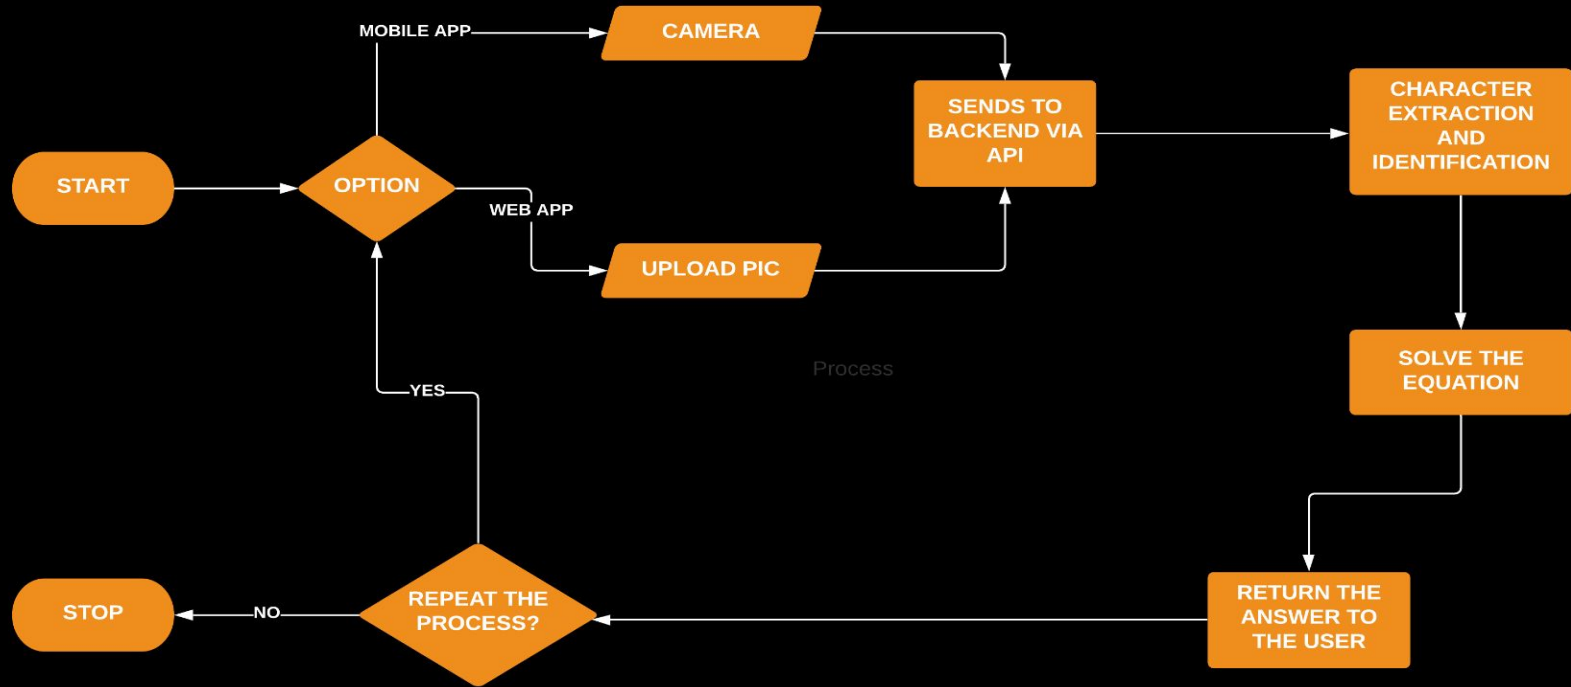 MOBILE APP
CAMERA
SENDS TO
BACKEND VIA
API
CHARACTER
EXTRACTION
AND
IDENTIFICATION
START
OPTION
WEB APP
UPLOAD PIC
Process
SOLVE THE
EQUATION
YES
RETURN THE
ANSWER TO
THE USER
REPEAT THE
PROCESS?
NO
STOP